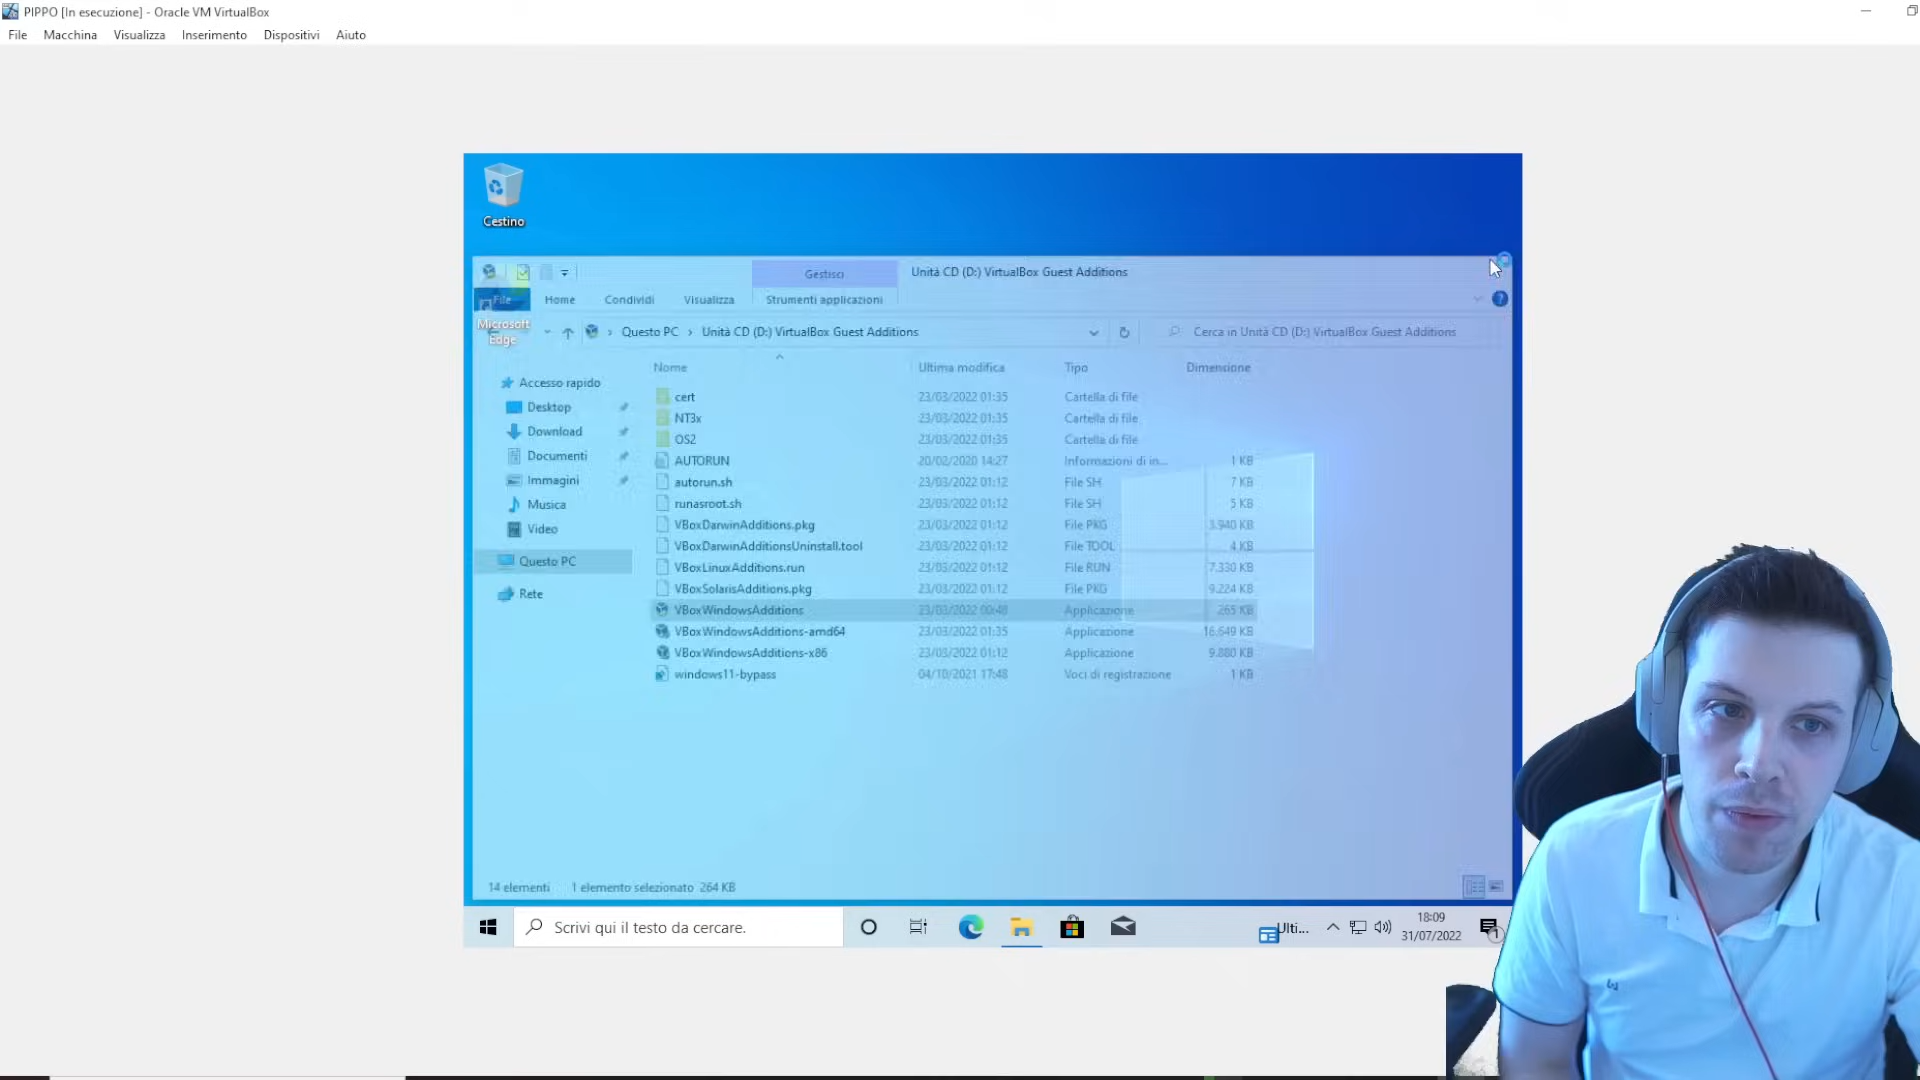 PIPPO [In esecuzione] - Oracle VM VirtualBox
File Macchina Visualizza Inserimento Dispositivi Aiuto
Cestino
Gestisci Unità CD (D:) VirtualBox Guest Additions
File Home Condividi Visualizza Strumenti applicazioni
Microsoft Edge
Questo PC > Unità CD (D:) VirtualBox Guest Additions Cerca in Unità CD (D:) VirtualBox Guest Additions
Nome Ultima modifica Tipo Dimensione
Accesso rapido
Desktop
Download
Documenti
Immagini
Musica
Video
Questo PC
Rete
cert 23/03/2022 01:35 Cartella di file
NT3x 23/03/2022 01:35 Cartella di file
OS2 23/03/2022 01:35 Cartella di file
AUTORUN 20/02/2020 14:27 Informazioni di in... 1 KB
autorun.sh 23/03/2022 01:12 File SH 7 KB
runasroot.sh 23/03/2022 01:12 File SH 5 KB
VBoxDarwinAdditions.pkg 23/03/2022 01:12 File PKG 3.940 KB
VBoxDarwinAdditionsUninstall.tool 23/03/2022 01:12 File TOOL 4 KB
VBoxLinuxAdditions.run 23/03/2022 01:12 File RUN 7.330 KB
VBoxSolarisAdditions.pkg 23/03/2022 01:12 File PKG 9.224 KB
VBoxWindowsAdditions 23/03/2022 00:48 Applicazione 265 KB
VBoxWindowsAdditions-amd64 23/03/2022 01:35 Applicazione 16.649 KB
VBoxWindowsAdditions-x86 23/03/2022 01:12 Applicazione 9.880 KB
windows11-bypass 04/10/2021 17:48 Voci di registrazione 1 KB
14 elementi 1 elemento selezionato 264 KB
Scrivi qui il testo da cercare.
Ulti...
18:09
31/07/2022
1